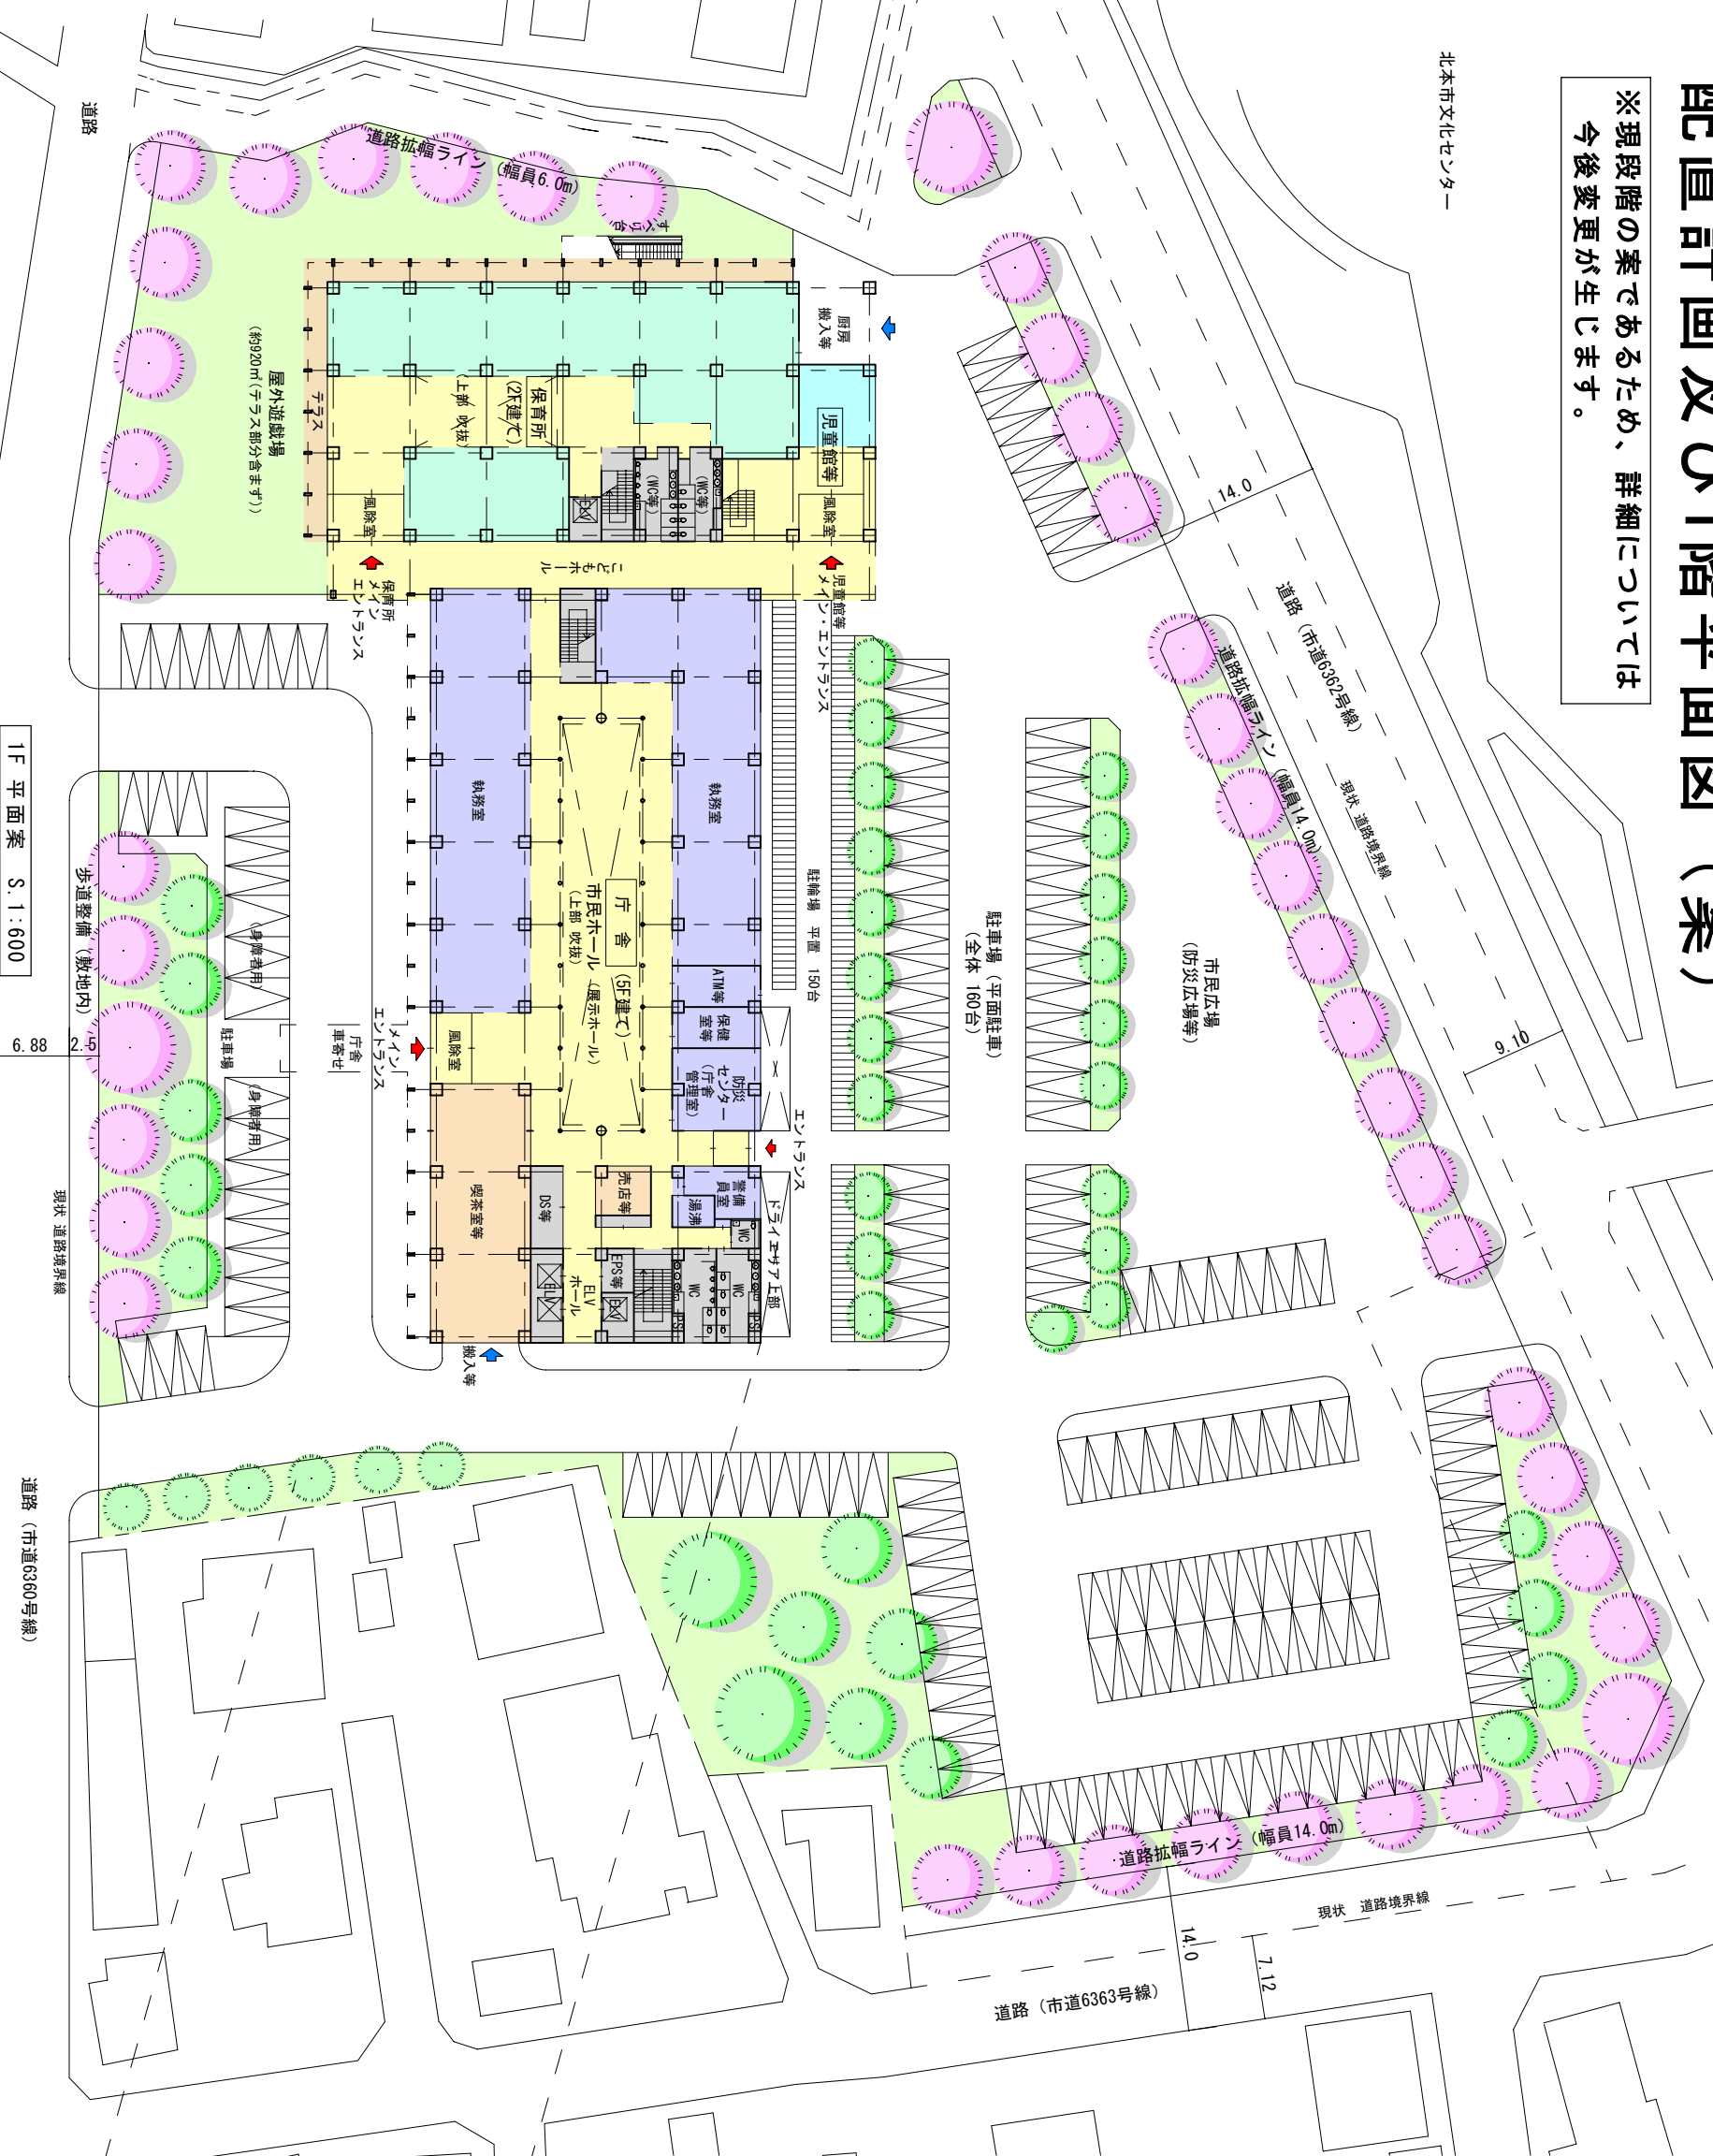 配置計画及び1階平面図（案）
※現段階の案であるため、詳細については
今後変更が生じます。
北本市文化センター
道路
道路拡幅ライン（幅員6.0m）
すべり台
厨房
搬入等
児童館等
保育所
(2F建て)
(上部 吹抜)
テラス
屋外遊戯場
(約920㎡(テラス部分含まず))
風除室
風除室
(WC等)
(WC等)
ELV
こどもホール
保育所
メイン
エントランス
児童館等
メイン・エントランス
14.0
道路（市道6362号線）
道路拡幅ライン（幅員14.0m）
現状 道路境界線
9.10
市民広場
(防災広場等)
駐車場（平面駐車）
(全体 160台)
駐輪場 平置 150台
執務室
執務室
庁 舎
(5F建て)
市民ホール（展示ホール）
(上部 吹抜)
ATM等
保健
室等
防災
センター
(庁舎
管理室)
風除室
メイン
エントランス
庁舎
車寄せ
エントランス
ドライエリア上部
警備
員室
湯沸
WC
売店等
DS等
喫茶室等
EPS等
ELV
ホール
ELV
ELV
WC
WC
PS
PS
搬入等
駐車場
(身障者用)
(身障者用)
歩道整備（敷地内）
2.5
6.88
1F 平面案 S.1:600
現状 道路境界線
道路（市道6360号線）
道路拡幅ライン（幅員14.0m）
現状 道路境界線
14.0
7.12
道路（市道6363号線）